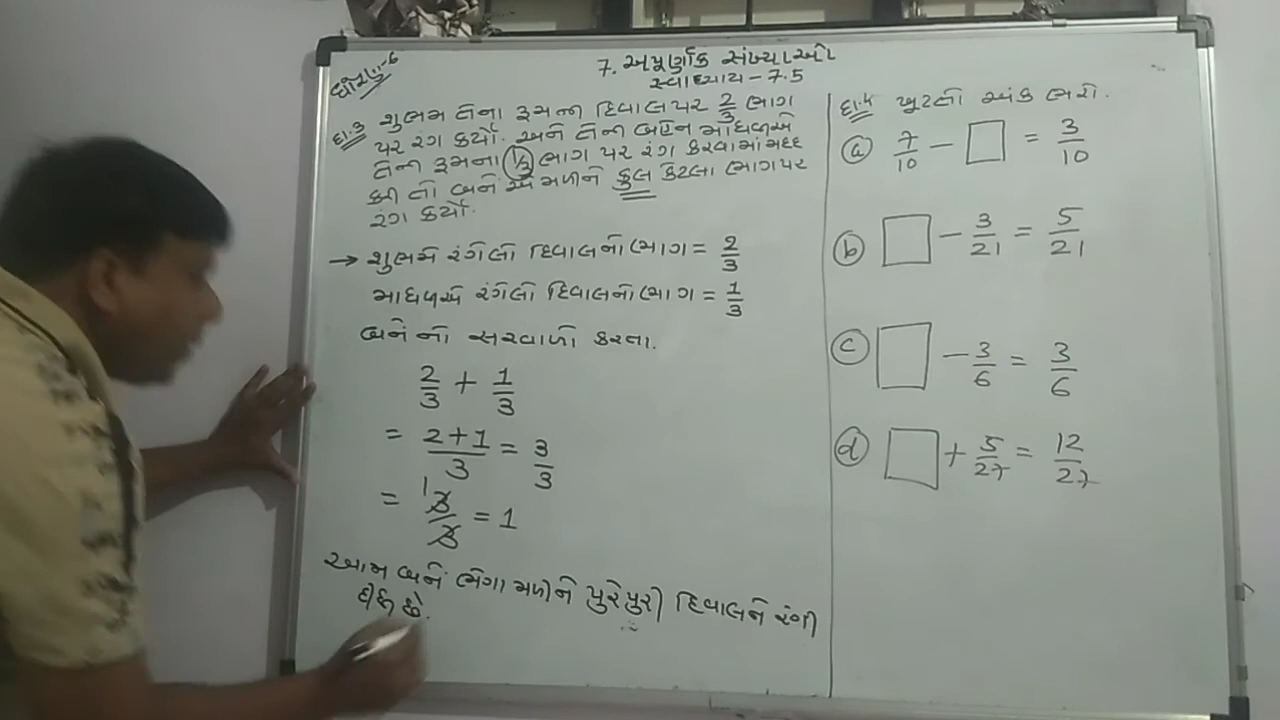 ધોરણ-૬
7. અપૂર્ણાંક સંખ્યાઓ
સ્વાધ્યાય - 7.5
દા.૩ શુભમ તેના રૂમની દિવાલ પર 2/3 ભાગ
પર રંગ કર્યો. અને તેની બહેન માધવીએ
તેની રૂમના 1/3 ભાગ પર રંગ કરવામાં મદદ
કરી તો બંને એ મળીને કુલ કેટલા ભાગ પર
રંગ કર્યો.
→ શુભમે રંગેલો દિવાલનો ભાગ = 2/3
માધવીએ રંગેલો દિવાલનો ભાગ = 1/3
બંને નો સરવાળો કરતા.
2/3 + 1/3
= 2+1/3 = 3/3
= 3/3 = 1
આમ બંને ભેગા મળીને પુરેપુરી દિવાલને રંગી
દા.૪ ખૂટતો અંક ભરો.
ⓐ 7/10 − □ = 3/10
ⓑ □ − 3/21 = 5/21
ⓒ □ − 3/6 = 3/6
ⓓ □ + 5/27 = 12/27